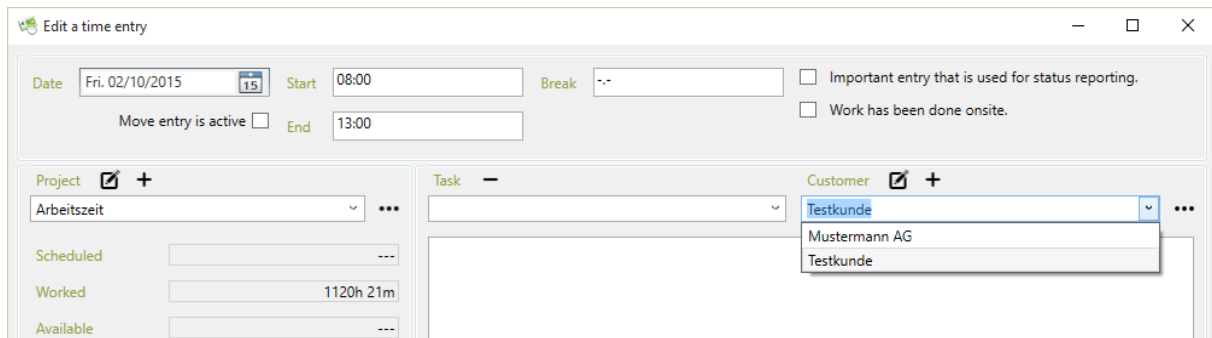 Edit a time entry
Date Fri. 02/10/2015 15 Start 08:00 Break -.- Important entry that is used for status reporting.
Move entry is active End 13:00 Work has been done onsite.
Project Task Customer
Arbeitszeit Testkunde
Mustermann AG
Scheduled --- Testkunde
Worked 1120h 21m
Available ---